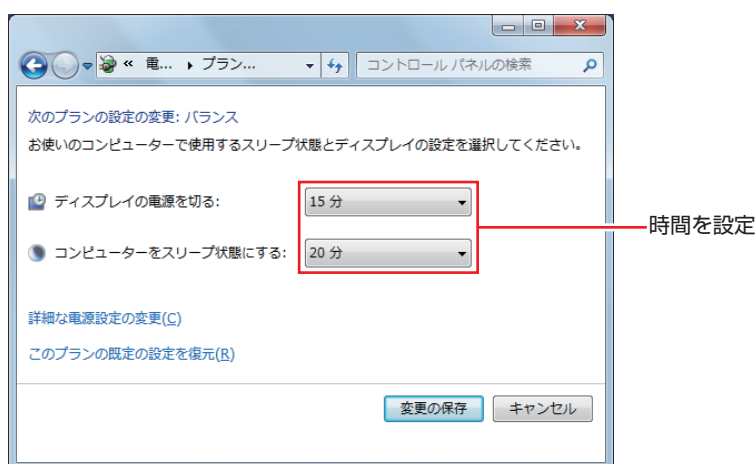 « 電... プラン... コントロール パネルの検索
次のプランの設定の変更: バランス
お使いのコンピューターで使用するスリープ状態とディスプレイの設定を選択してください。
ディスプレイの電源を切る: 15 分
時間を設定
コンピューターをスリープ状態にする: 20 分
詳細な電源設定の変更(C)
このプランの既定の設定を復元(R)
変更の保存 キャンセル